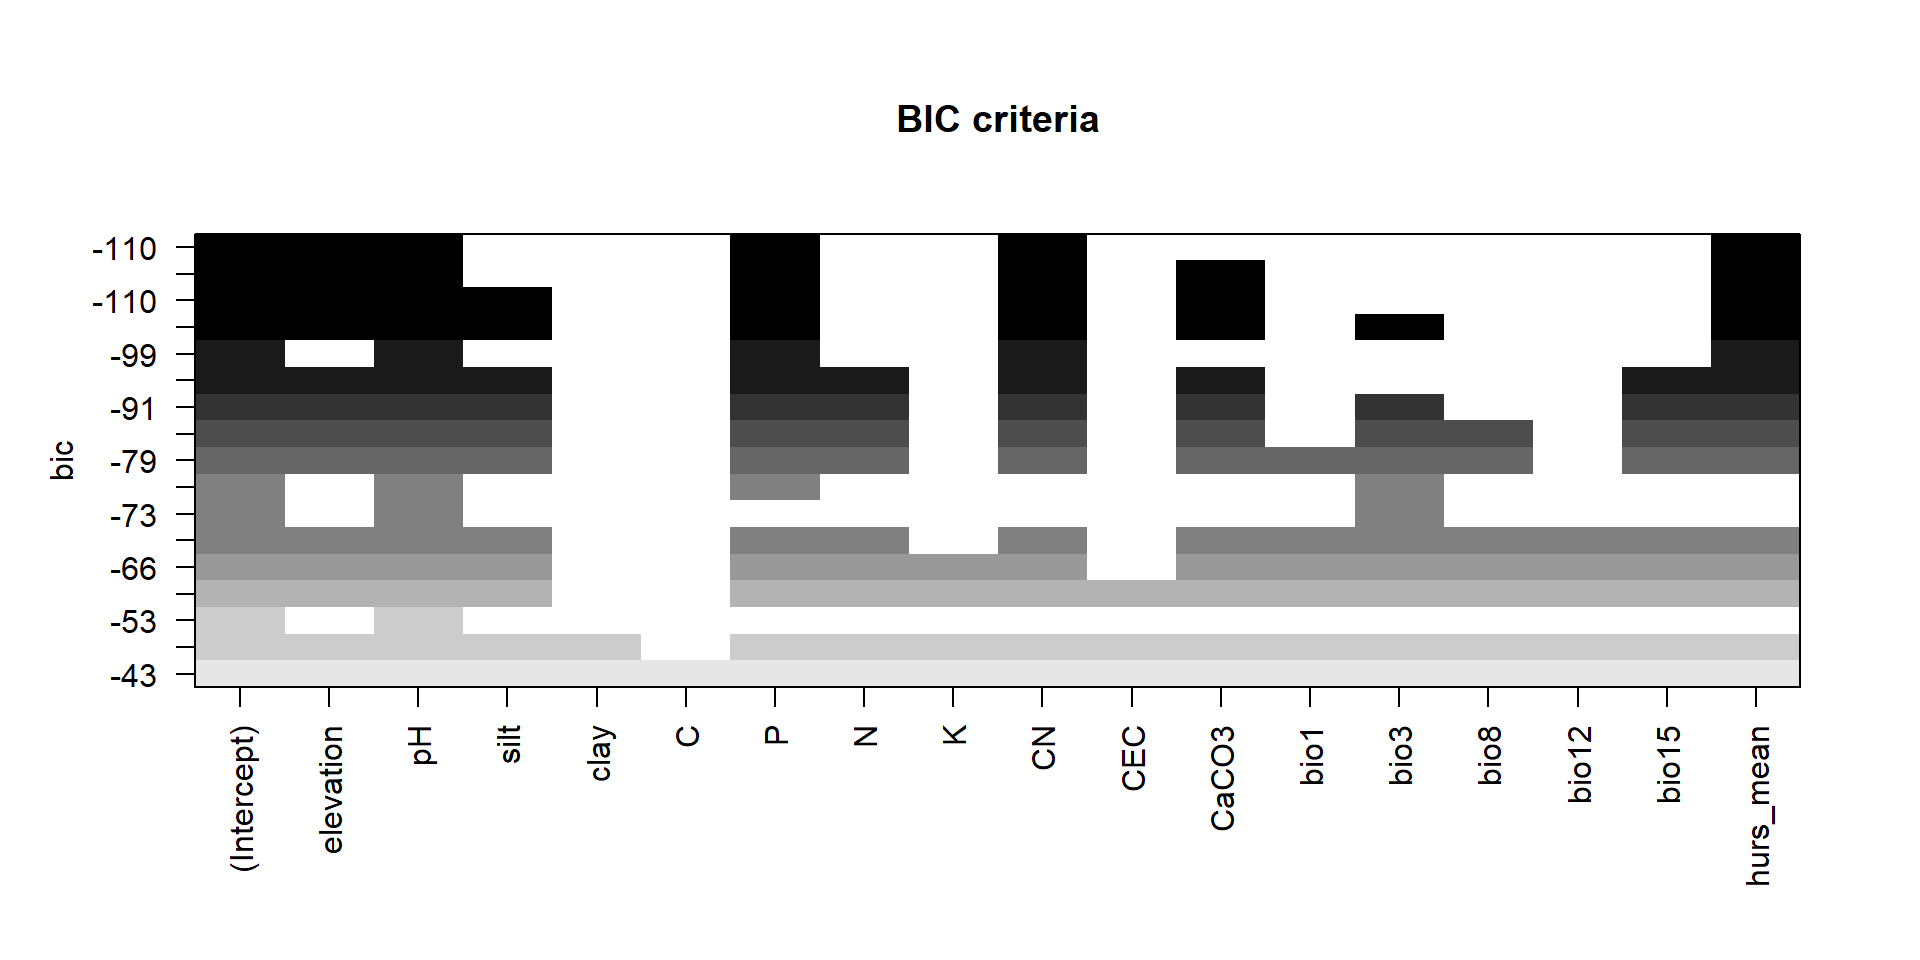 BIC criteria
-110
-110
-99
-91
-79
-73
-66
-53
-43
bic
(Intercept)
elevation
pH
silt
clay
C
P
N
K
CN
CEC
CaCO3
bio1
bio3
bio8
bio12
bio15
hurs_mean